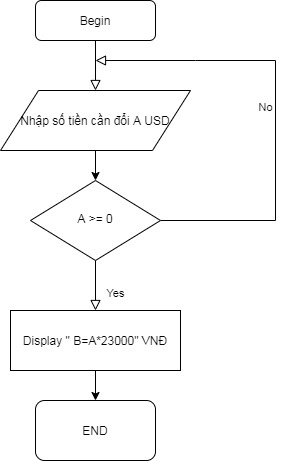 Begin
No
Nhập số tiền cần đổi A USD
A >= 0
Yes
Display " B=A*23000" VNĐ
END